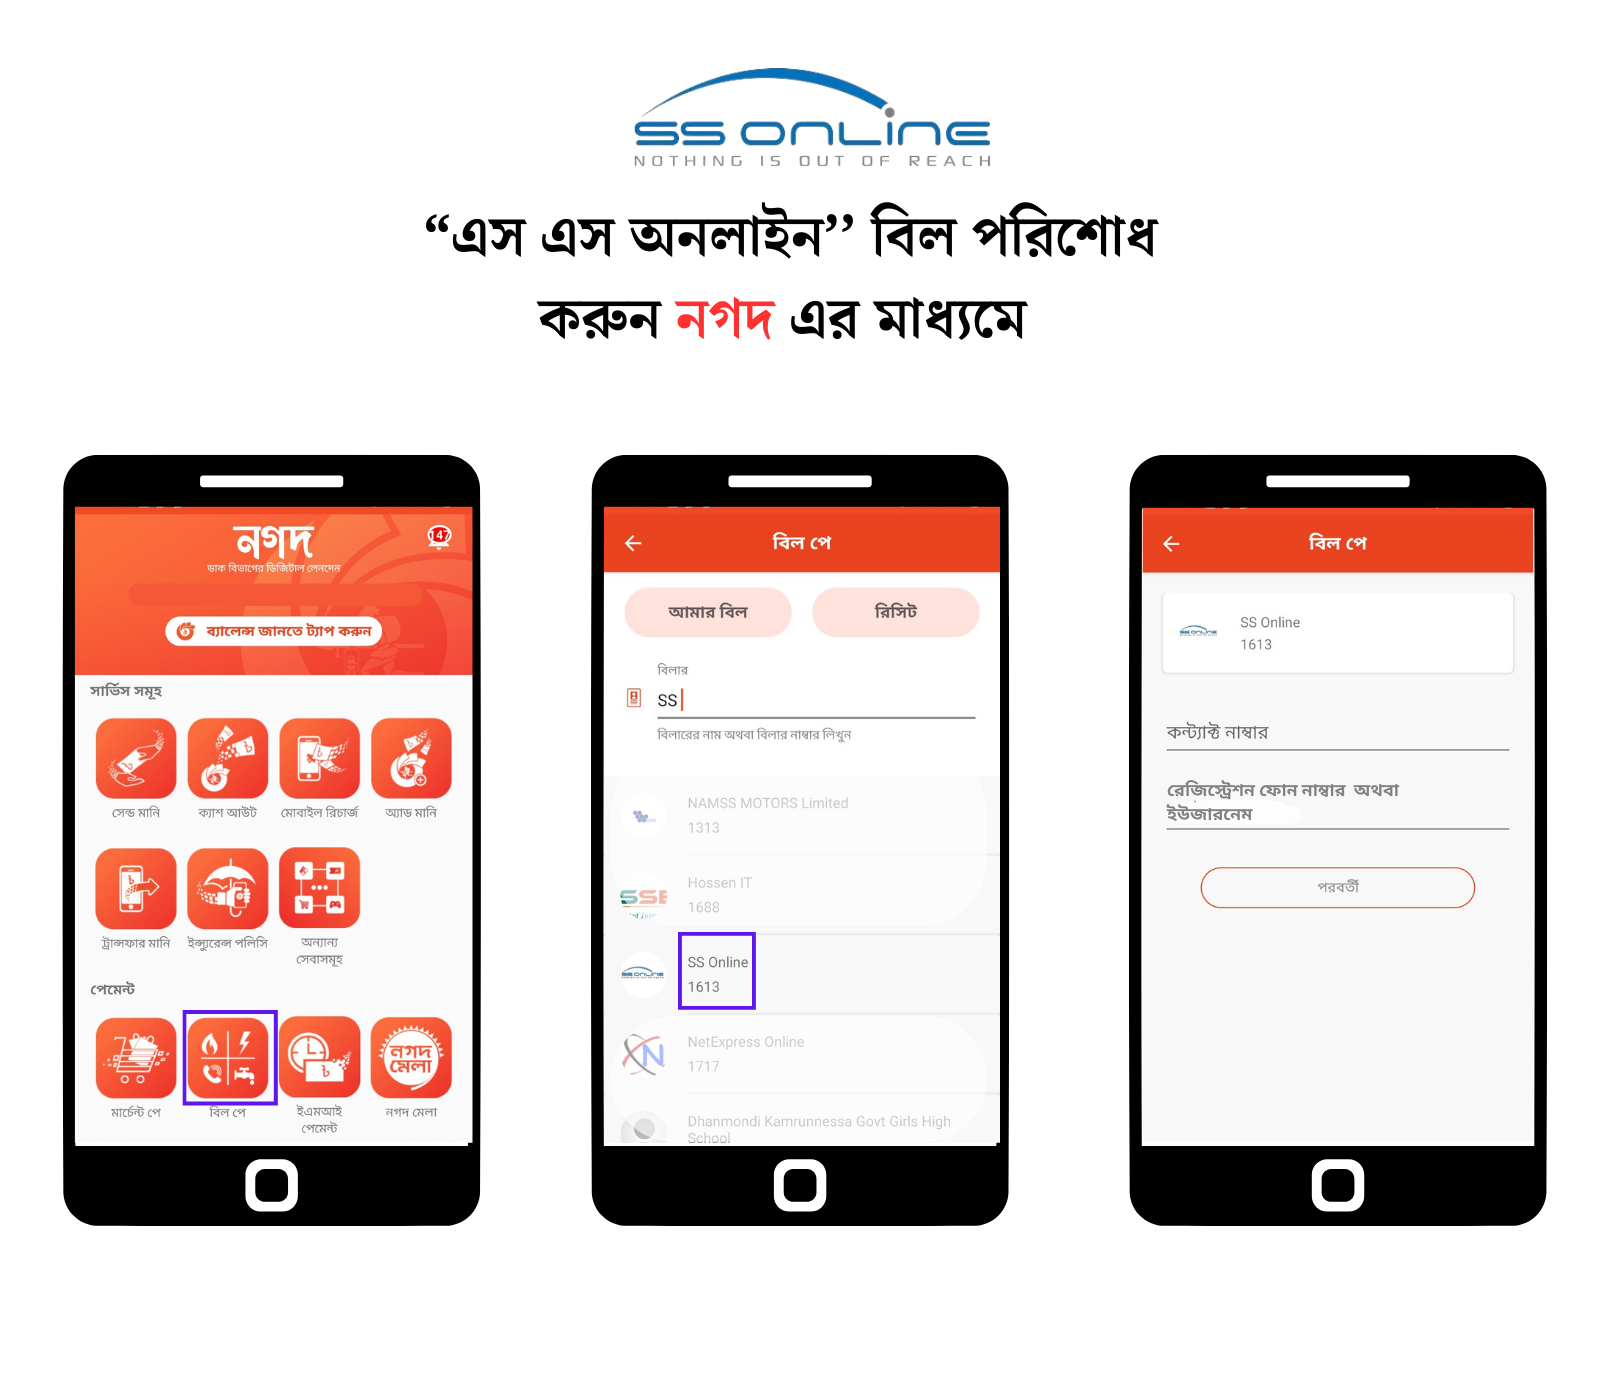 SS ONLINE
NOTHING IS OUT OF REACH
“এস এস অনলাইন’’ বিল পরিশোধ
করুন নগদ এর মাধ্যমে
নগদ
147
ডাক বিভাগের ডিজিটাল লেনদেন
ব্যালেন্স জানতে ট্যাপ করুন
সার্ভিস সমূহ
সেন্ড মানি
ক্যাশ আউট
মোবাইল রিচার্জ
অ্যাড মানি
ট্রান্সফার মানি
ইন্স্যুরেন্স পলিসি
অন্যান্য
সেবাসমূহ
পেমেন্ট
নগদ
মেলা
মার্চেন্ট পে
বিল পে
ইএমআই
পেমেন্ট
নগদ মেলা
বিল পে
আমার বিল
রিসিট
বিলার
SS
বিলারের নাম অথবা বিলার নাম্বার লিখুন
NAMSS MOTORS Limited
1313
Hossen IT
1688
SS Online
1613
NetExpress Online
1717
Dhanmondi Kamrunnessa Govt Girls High
School
বিল পে
SS Online
1613
কন্ট্যাক্ট নাম্বার
রেজিস্ট্রেশন ফোন নাম্বার অথবা
ইউজারনেম
পরবর্তী